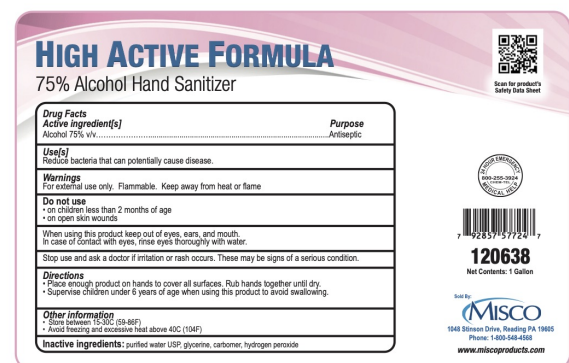 HIGH ACTIVE FORMULA
75% Alcohol Hand Sanitizer
Scan for product's
Safety Data Sheet
Drug Facts
Active ingredient[s] Purpose
Alcohol 75% v/v.....................................................................................Antiseptic
Use[s]
Reduce bacteria that can potentially cause disease.
Warnings
For external use only. Flammable. Keep away from heat or flame
Do not use
• on children less than 2 months of age
• on open skin wounds
When using this product keep out of eyes, ears, and mouth.
In case of contact with eyes, rinse eyes thoroughly with water.
Stop use and ask a doctor if irritation or rash occurs. These may be signs of a serious condition.
Directions
• Place enough product on hands to cover all surfaces. Rub hands together until dry.
• Supervise children under 6 years of age when using this product to avoid swallowing.
Other information
• Store between 15-30C (59-86F)
• Avoid freezing and excessive heat above 40C (104F)
Inactive ingredients: purified water USP, glycerine, carbomer, hydrogen peroxide
24 HOUR EMERGENCY
800-255-3924
CHEM-TEL
MEDICAL HELP
7 92857 57724 7
120638
Net Contents: 1 Gallon
Sold By:
MISCO
1048 Stinson Drive, Reading PA 19605
Phone: 1-800-548-4568
www.miscoproducts.com